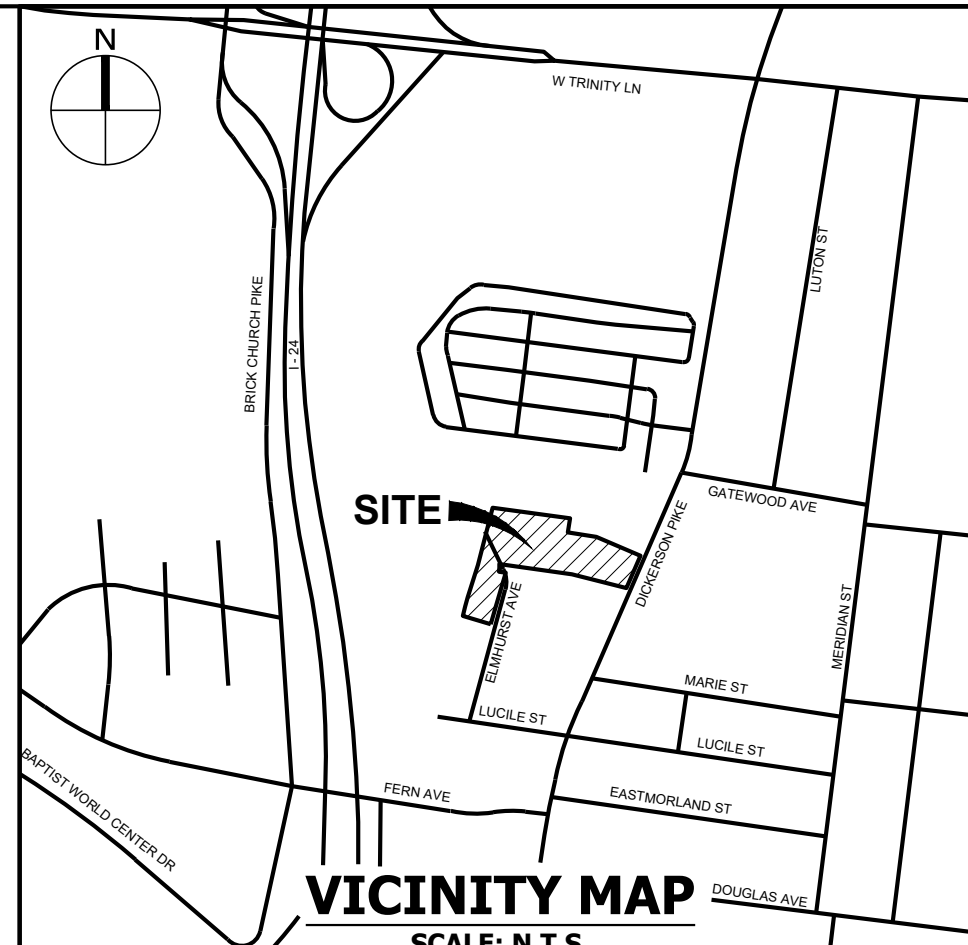 N
W TRINITY LN
LUTON ST
BRICK CHURCH PIKE
I - 24
GATEWOOD AVE
SITE
DICKERSON PIKE
ELMHURST AVE
MERIDIAN ST
MARIE ST
LUCILE ST
LUCILE ST
BAPTIST WORLD CENTER DR
FERN AVE
EASTMORLAND ST
DOUGLAS AVE
VICINITY MAP
SCALE: N.T.S.